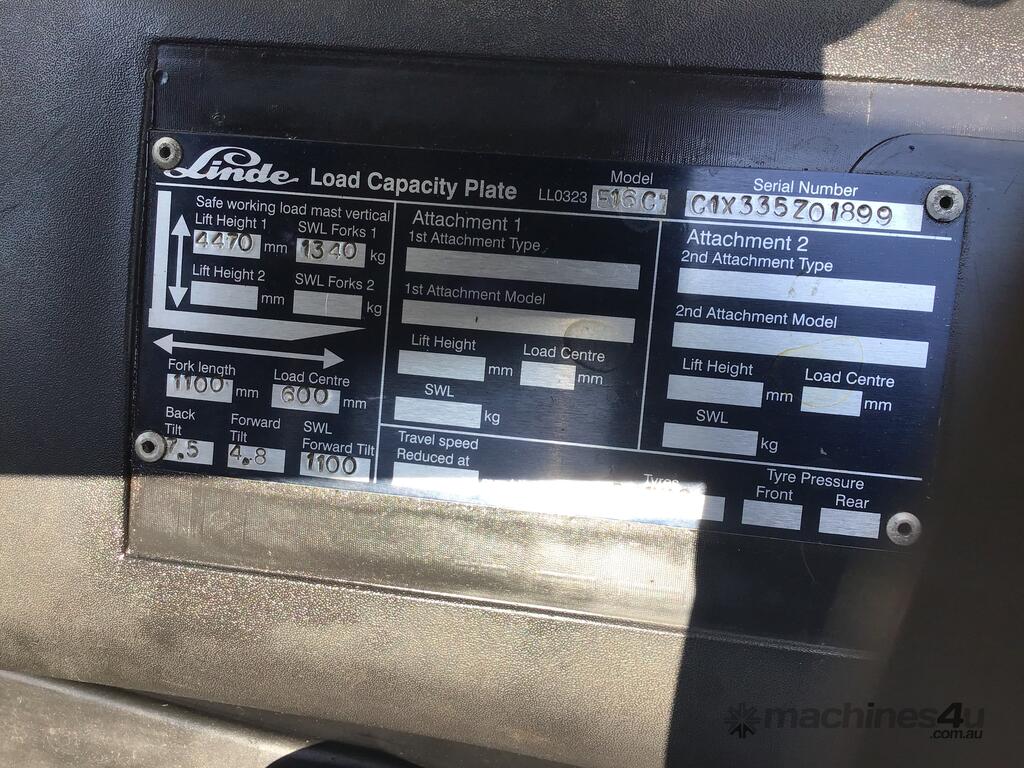 Linde Load Capacity Plate LL0323
Model
E16C1
Serial Number
G1X335Z01899
Safe working load mast vertical
Lift Height 1
4470 mm
SWL Forks 1
1340 kg
Lift Height 2
mm
SWL Forks 2
kg
Fork length
1100 mm
Load Centre
600 mm
Back
Tilt
7.5
Forward
Tilt
4.8
SWL
Forward Tilt
1100
Attachment 1
1st Attachment Type
1st Attachment Model
Lift Height
mm
Load Centre
mm
SWL
kg
Travel speed
Reduced at
Attachment 2
2nd Attachment Type
2nd Attachment Model
Lift Height
mm
Load Centre
mm
SWL
kg
Tyres
Tyre Pressure
Front
Rear
machines4u
.com.au